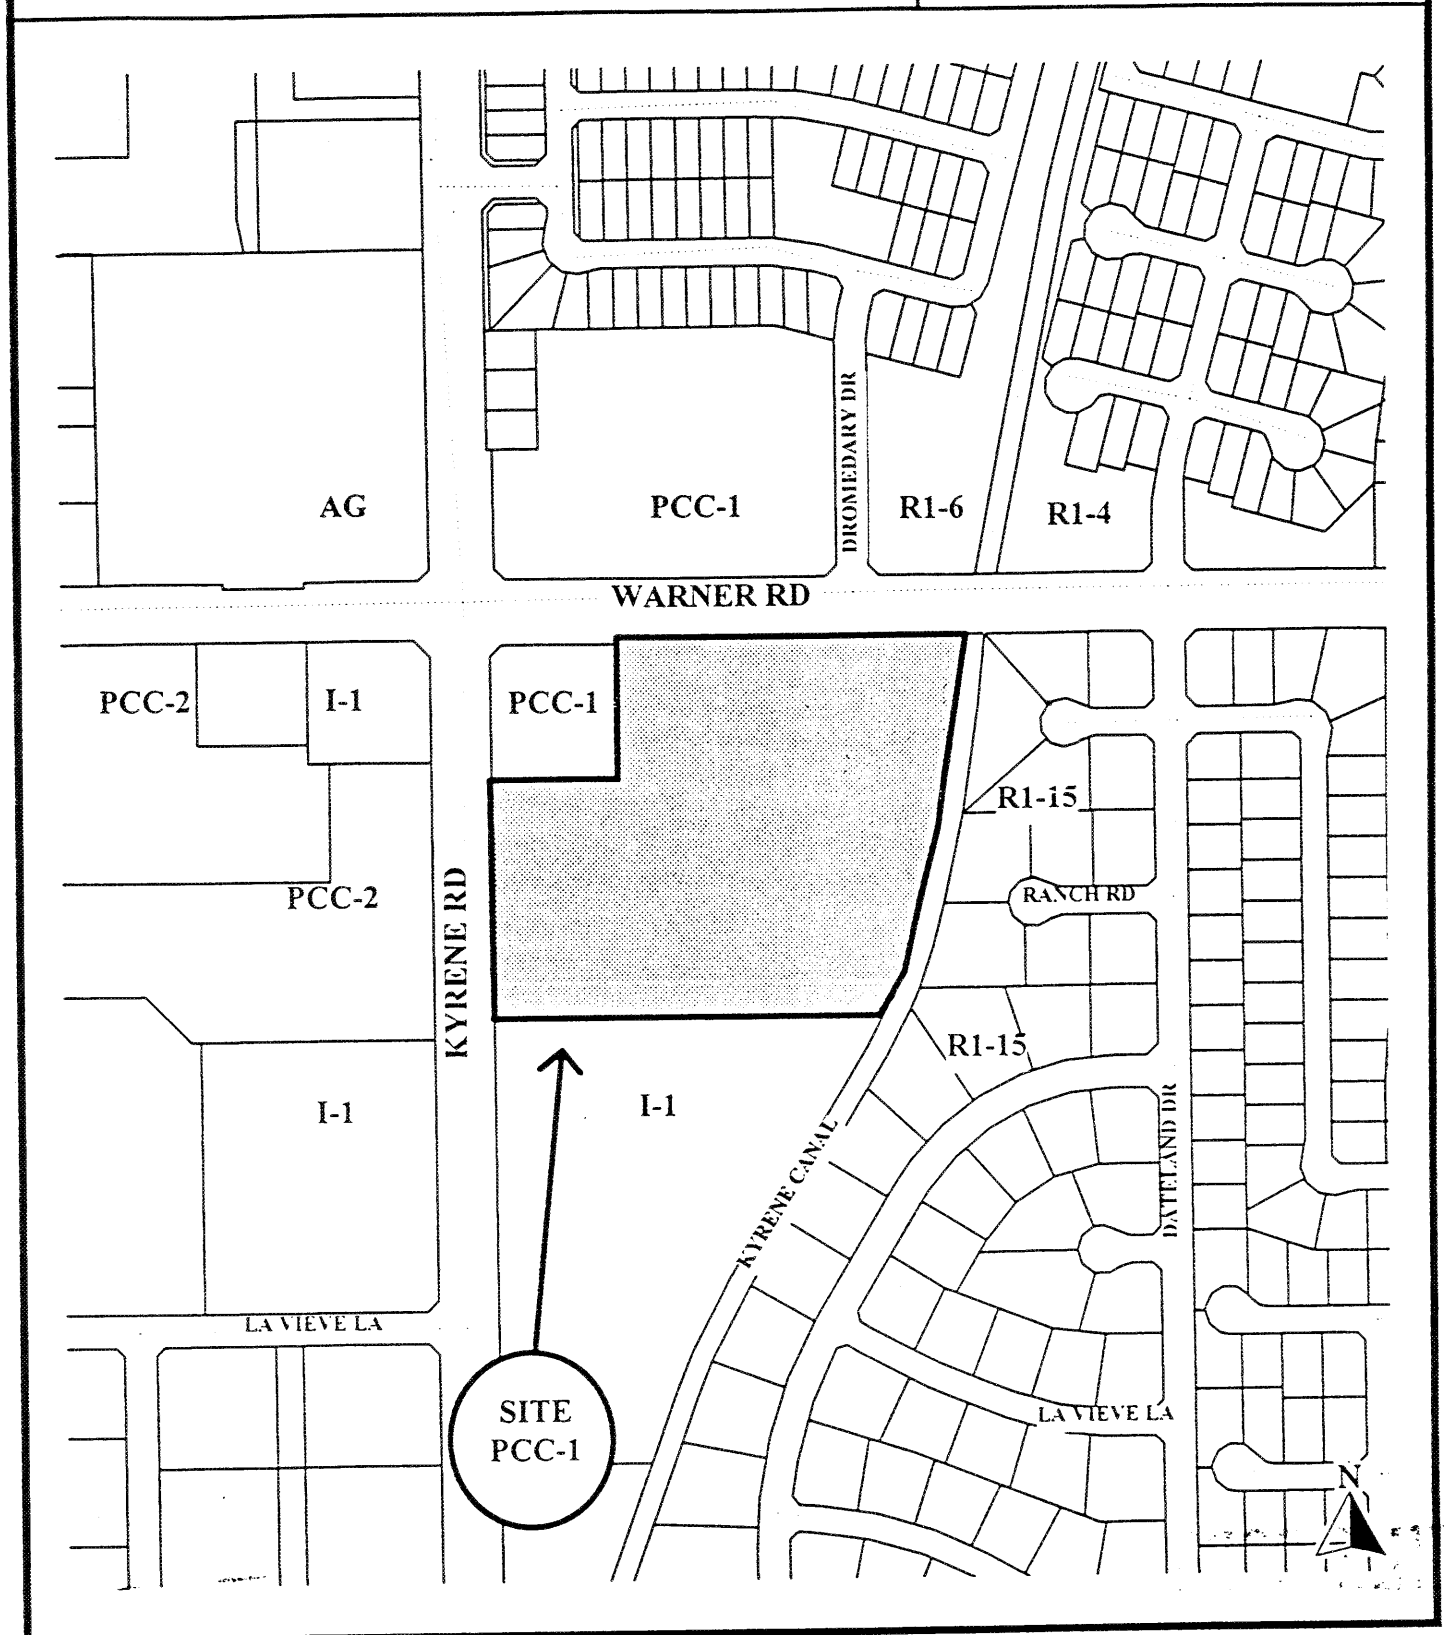 DROMEDARY DR
AG
PCC-1
R1-6
R1-4
WARNER RD
PCC-2
I-1
PCC-1
R1-15
RANCH RD
PCC-2
KYRENE RD
R1-15
I-1
I-1
KYRENE CANAL
DATELAND DR
LA VIEVE LA
SITE
PCC-1
LA VIEVE LA
N